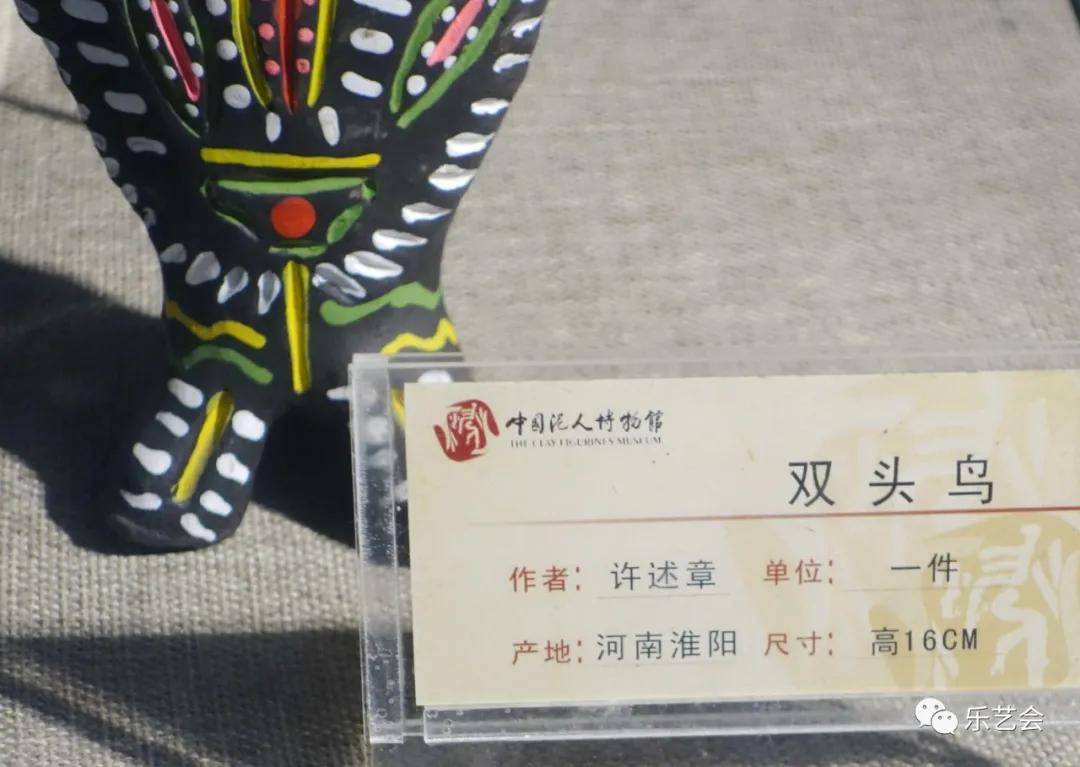 中国泥人博物馆
THE CLAY FIGURINES MUSEUM
双头鸟
作者：许述章 单位：一件
产地：河南淮阳 尺寸：高16CM
乐艺会